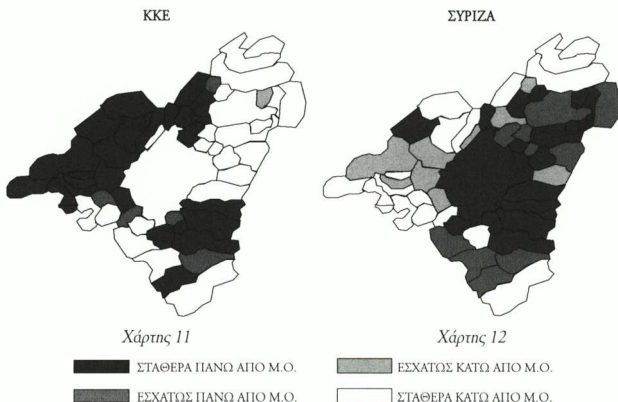 ΚΚΕ ΣΥΡΙΖΑ
Χάρτης 11 Χάρτης 12
ΣΤΑΘΕΡΑ ΠΑΝΩ ΑΠΟ Μ.Ο. ΕΣΧΑΤΩΣ ΚΑΤΩ ΑΠΟ Μ.Ο.
ΕΣΧΑΤΩΣ ΠΑΝΩ ΑΠΟ Μ.Ο. ΣΤΑΘΕΡΑ ΚΑΤΩ ΑΠΟ Μ.Ο.